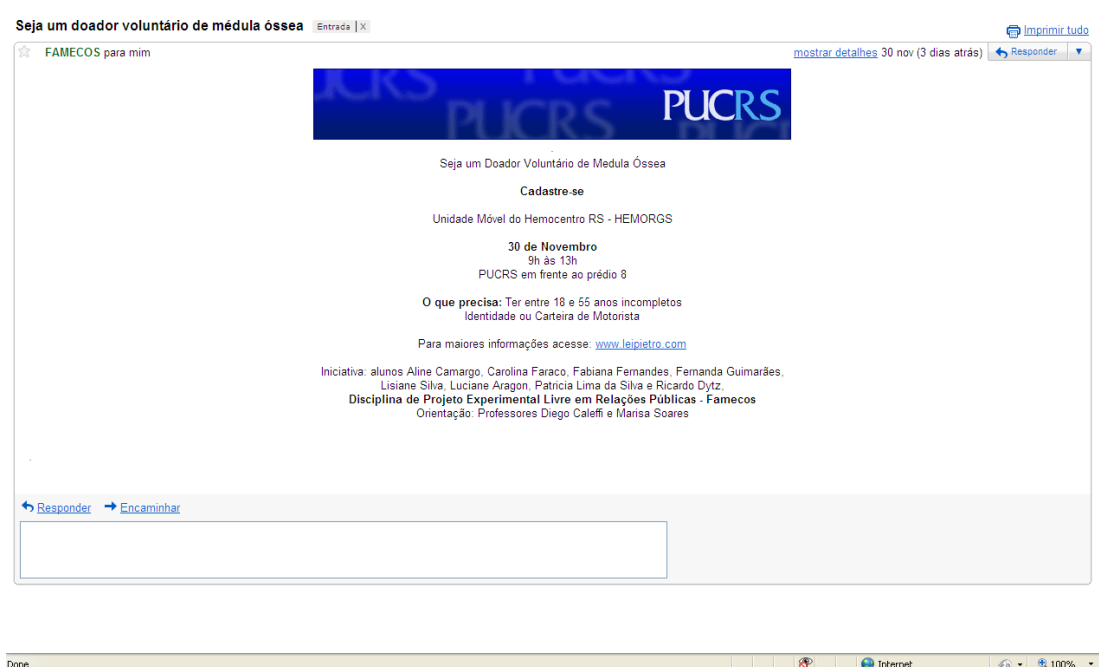 Seja um doador voluntário de médula óssea Entrada X
Imprimir tudo
FAMECOS para mim
mostrar detalhes 30 nov (3 dias atrás) Responder
PUCRS
Seja um Doador Voluntário de Medula Óssea
Cadastre-se
Unidade Móvel do Hemocentro RS - HEMORGS
30 de Novembro
9h às 13h
PUCRS em frente ao prédio 8
O que precisa: Ter entre 18 e 55 anos incompletos
Identidade ou Carteira de Motorista
Para maiores informações acesse: www.leipietro.com
Iniciativa: alunos Aline Camargo, Carolina Faraco, Fabiana Fernandes, Fernanda Guimarães,
Lisiane Silva, Luciane Aragon, Patricia Lima da Silva e Ricardo Dytz,
Disciplina de Projeto Experimental Livre em Relações Públicas - Famecos
Orientação: Professores Diego Caleffi e Marisa Soares
Responder Encaminhar
Done Internet 100%